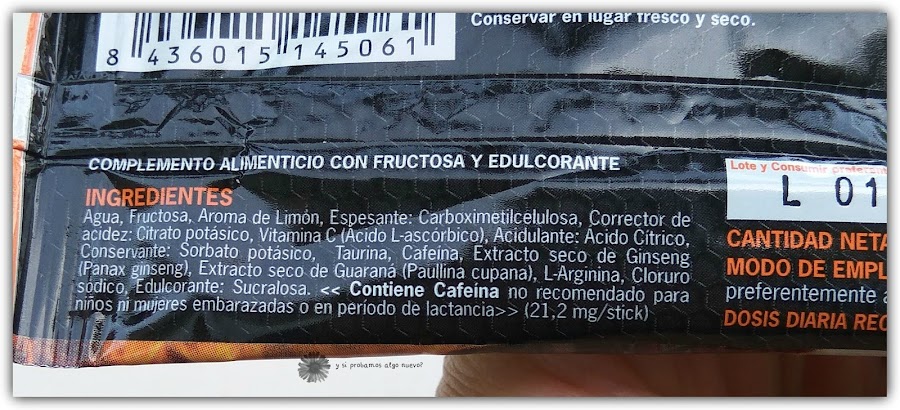 Conservar en lugar fresco y seco.
8 436015 145061
COMPLEMENTO ALIMENTICIO CON FRUCTOSA Y EDULCORANTE
INGREDIENTES
Agua, Fructosa, Aroma de Limón, Espesante: Carboximetilcelulosa, Corrector de
acidez: Citrato potásico, Vitamina C (Ácido L-ascórbico), Acidulante: Ácido Cítrico,
Conservante: Sorbato potásico, Taurina, Cafeína, Extracto seco de Ginseng
(Panax ginseng), Extracto seco de Guaraná (Paullina cupana), L-Arginina, Cloruro
sódico, Edulcorante: Sucralosa. << Contiene Cafeína no recomendado para
niños ni mujeres embarazadas o en período de lactancia>> (21,2 mg/stick)
Lote y Consumir
L 01
CANTIDAD NETA
MODO DE EMPL
preferentemente a
DOSIS DIARIA REC
y si probamos algo nuevo?